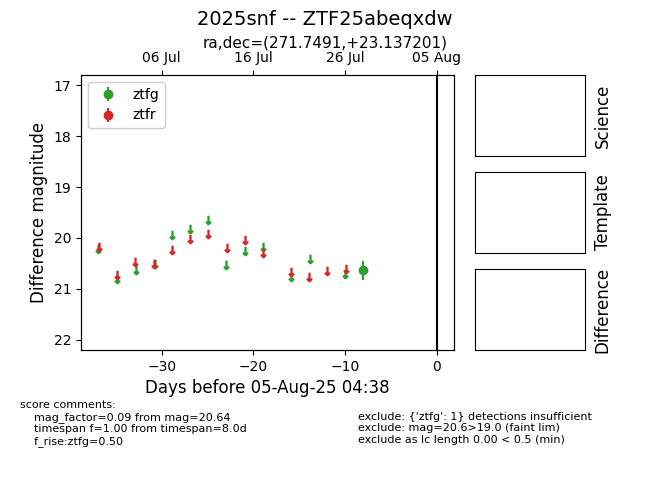 2025snf -- ZTF25abeqxdw
ra,dec=(271.7491,+23.137201)
06 Jul
16 Jul
26 Jul
05 Aug
17
18
19
20
21
22
Difference magnitude
ztfg
ztfr
−30
−20
−10
0
Days before 05-Aug-25 04:38
Science
Template
Difference
score comments:
mag_factor=0.09 from mag=20.64
timespan f=1.00 from timespan=8.0d
f_rise:ztfg=0.50
exclude: {'ztfg': 1} detections insufficient
exclude: mag=20.6>19.0 (faint lim)
exclude as lc length 0.00 < 0.5 (min)